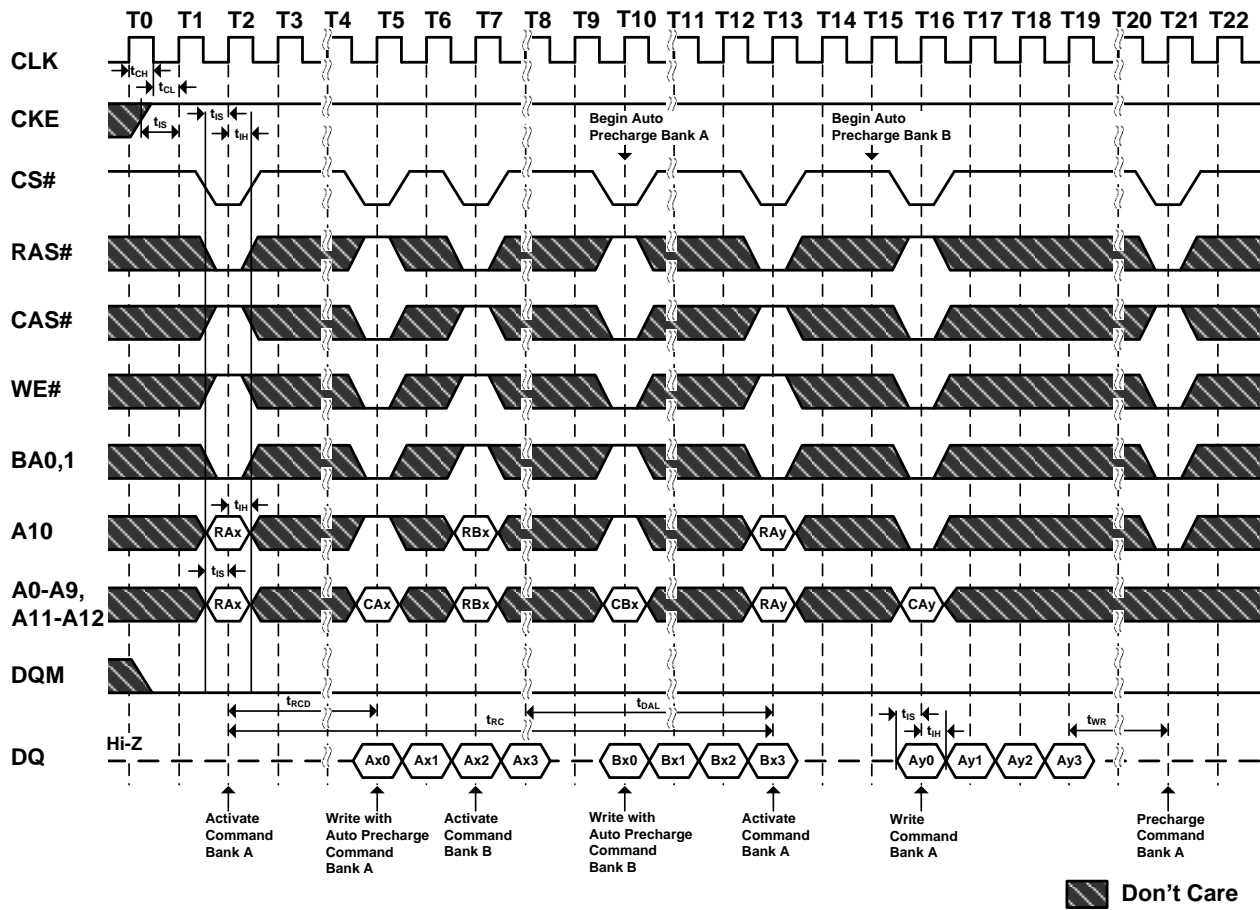 T0 T1 T2 T3 T4 T5 T6 T7 T8 T9 T10 T11 T12 T13 T14 T15 T16 T17 T18 T19 T20 T21 T22
CLK
tCH
tCL
CKE
tIS
tIS
tIH
Begin Auto
Precharge Bank A
Begin Auto
Precharge Bank B
CS#
RAS#
CAS#
WE#
BA0,1
A10
tIH
RAx RBx RAy
tIS
A0-A9,
A11-A12
RAx CAx RBx CBx RAy CAy
DQM
tRCD
tDAL
tRC
tIS
tIH
tWR
Hi-Z
DQ
Ax0 Ax1 Ax2 Ax3 Bx0 Bx1 Bx2 Bx3 Ay0 Ay1 Ay2 Ay3
Activate
Command
Bank A
Write with
Auto Precharge
Command
Bank A
Activate
Command
Bank B
Write with
Auto Precharge
Command
Bank B
Activate
Command
Bank A
Write
Command
Bank A
Precharge
Command
Bank A
Don't Care